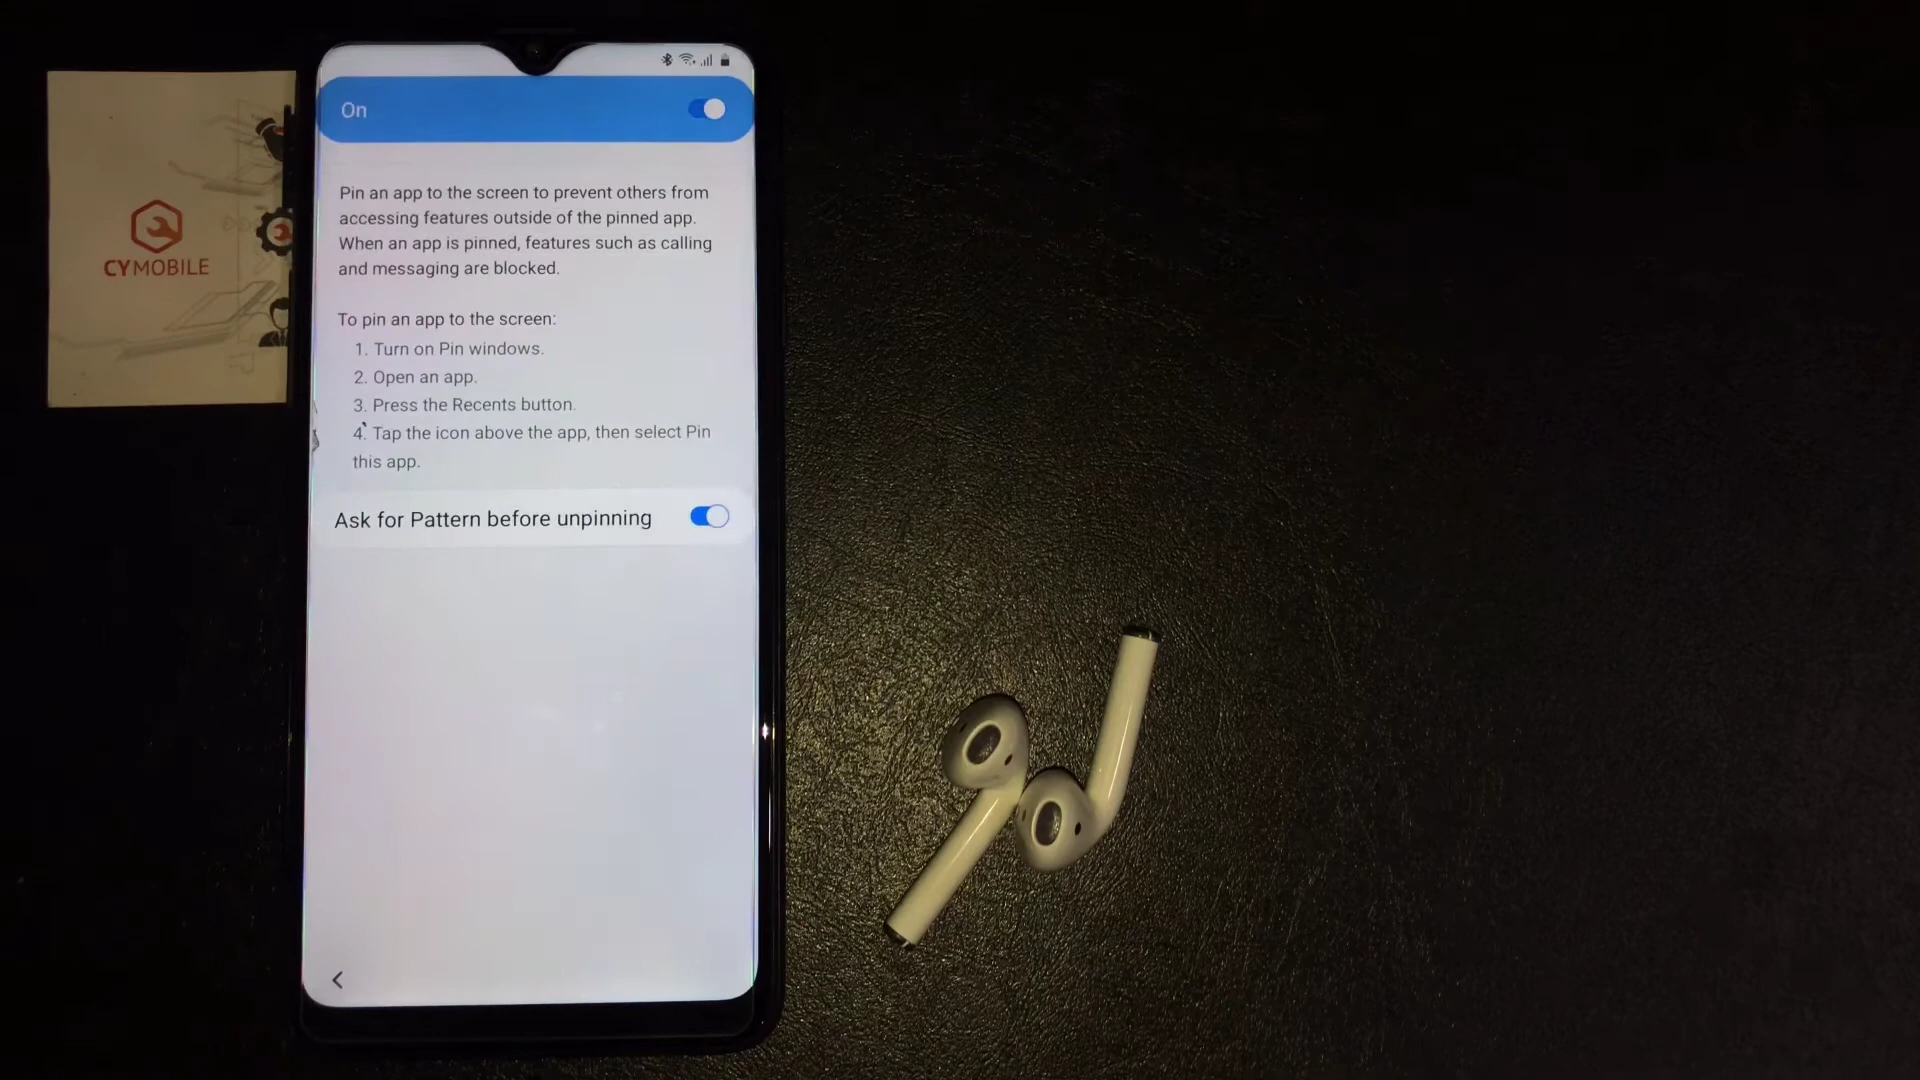 CYMOBILE
On
Pin an app to the screen to prevent others from
accessing features outside of the pinned app.
When an app is pinned, features such as calling
and messaging are blocked.
To pin an app to the screen:
1. Turn on Pin windows.
2. Open an app.
3. Press the Recents button.
4. Tap the icon above the app, then select Pin
this app.
Ask for Pattern before unpinning